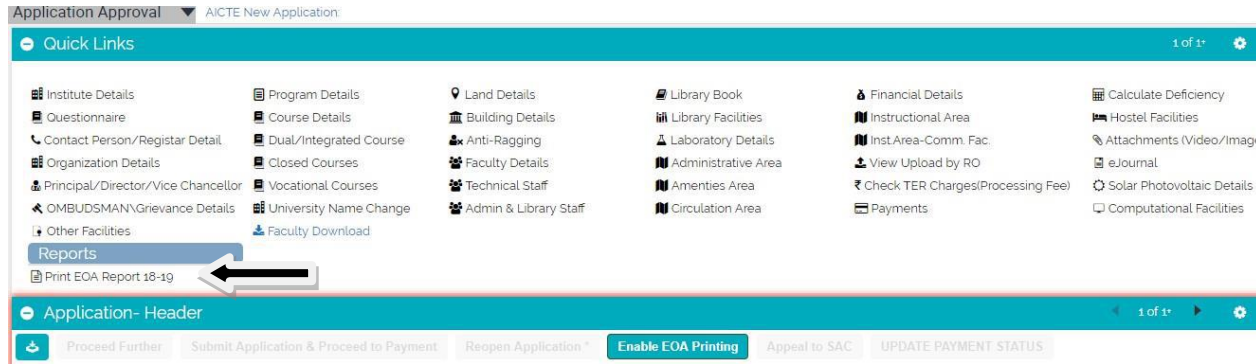 Application Approval AICTE New Application
Quick Links 1 of 1+
Institute Details Program Details Land Details Library Book Financial Details Calculate Deficiency
Questionnaire Course Details Building Details Library Facilities Instructional Area Hostel Facilities
Contact Person/Registar Detail Dual/Integrated Course Anti-Ragging Laboratory Details Inst.Area-Comm. Fac. Attachments (Video/Imag
Organization Details Closed Courses Faculty Details Administrative Area View Upload by RO eJournal
Principal/Director/Vice Chancellor Vocational Courses Technical Staff Amenties Area ₹ Check TER Charges(Processing Fee) Solar Photovoltaic Details
OMBUDSMAN\Grievance Details University Name Change Admin & Library Staff Circulation Area Payments Computational Facilities
Other Facilities Faculty Download
Reports
Print EOA Report 18-19
Application- Header 1 of 1+
Proceed Further Submit Application & Proceed to Payment Reopen Application * Enable EOA Printing Appeal to SAC UPDATE PAYMENT STATUS